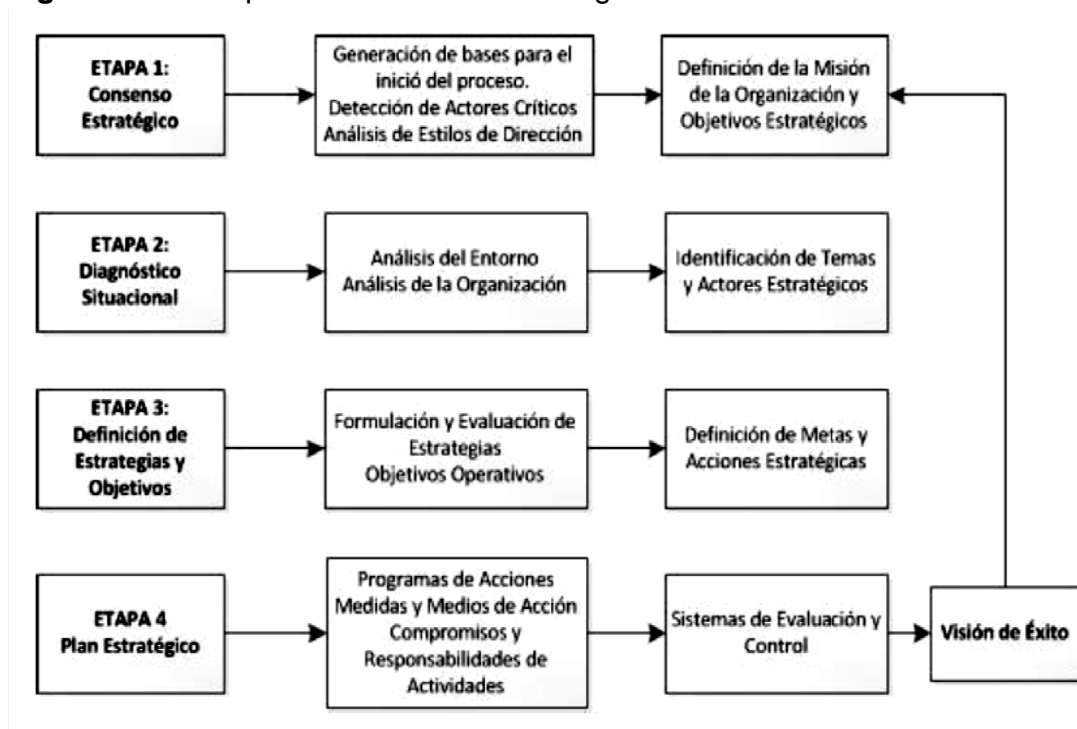 ETAPA 1:
Consenso
Estratégico
Generación de bases para el
inició del proceso.
Detección de Actores Críticos
Análisis de Estilos de Dirección
Definición de la Misión
de la Organización y
Objetivos Estratégicos
ETAPA 2:
Diagnóstico
Situacional
Análisis del Entorno
Análisis de la Organización
Identificación de Temas
y Actores Estratégicos
ETAPA 3:
Definición de
Estrategias y
Objetivos
Formulación y Evaluación de
Estrategias
Objetivos Operativos
Definición de Metas y
Acciones Estratégicas
ETAPA 4
Plan Estratégico
Programas de Acciones
Medidas y Medios de Acción
Compromisos y
Responsabilidades de
Actividades
Sistemas de Evaluación y
Control
Visión de Éxito